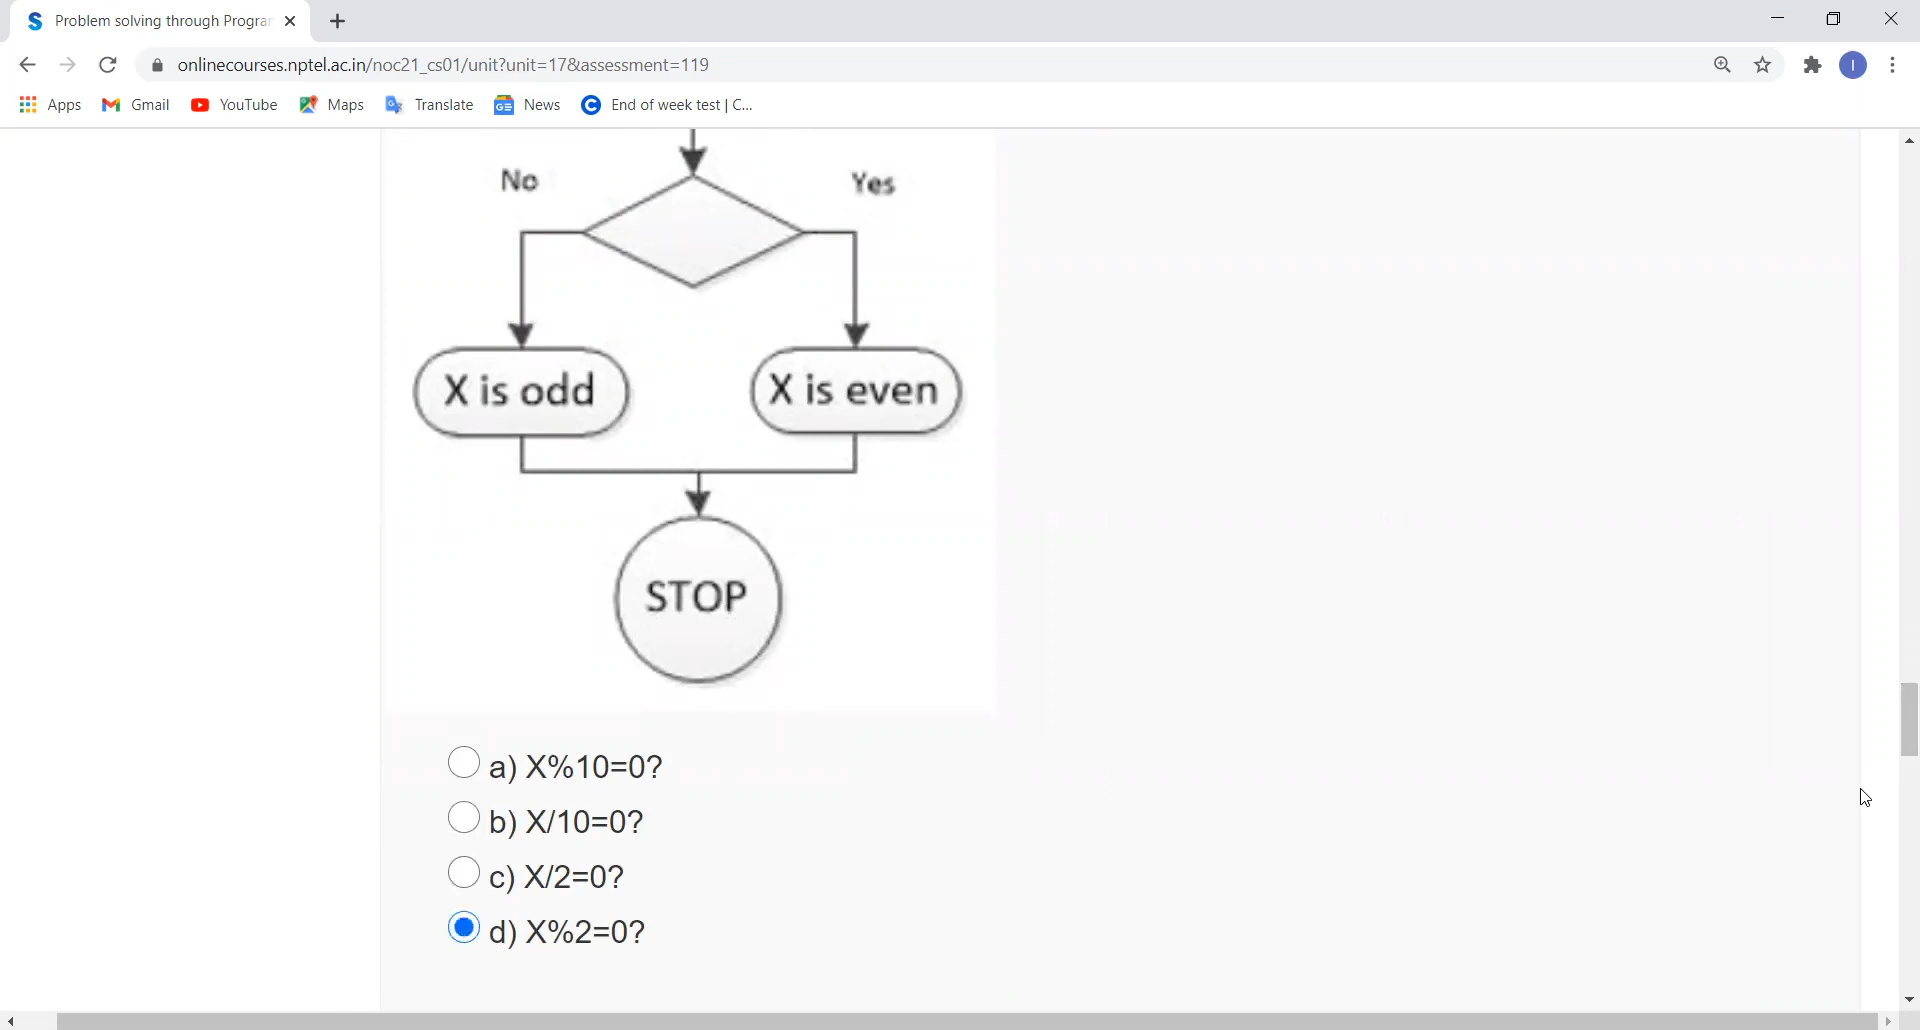 Problem solving through Progra
onlinecourses.nptel.ac.in/noc21_cs01/unit?unit=17&assessment=119
I
Apps Gmail YouTube Maps Translate News End of week test | C...
No Yes
X is odd X is even
STOP
a) X%10=0?
b) X/10=0?
c) X/2=0?
d) X%2=0?